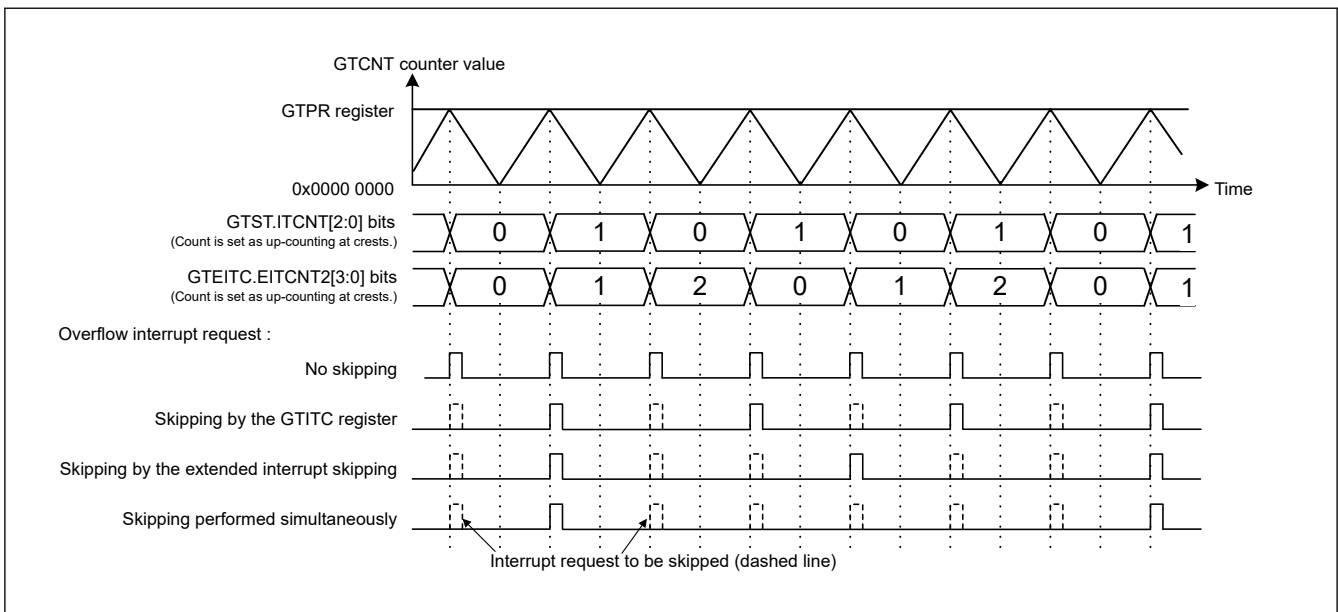 GTCNT counter value
GTPR register
0x0000 0000
Time
GTST.ITCNT[2:0] bits
(Count is set as up-counting at crests.)
0 1 0 1 0 1 0 1
GTEITC.EITCNT2[3:0] bits
(Count is set as up-counting at crests.)
0 1 2 0 1 2 0 1
Overflow interrupt request :
No skipping
Skipping by the GTITC register
Skipping by the extended interrupt skipping
Skipping performed simultaneously
Interrupt request to be skipped (dashed line)